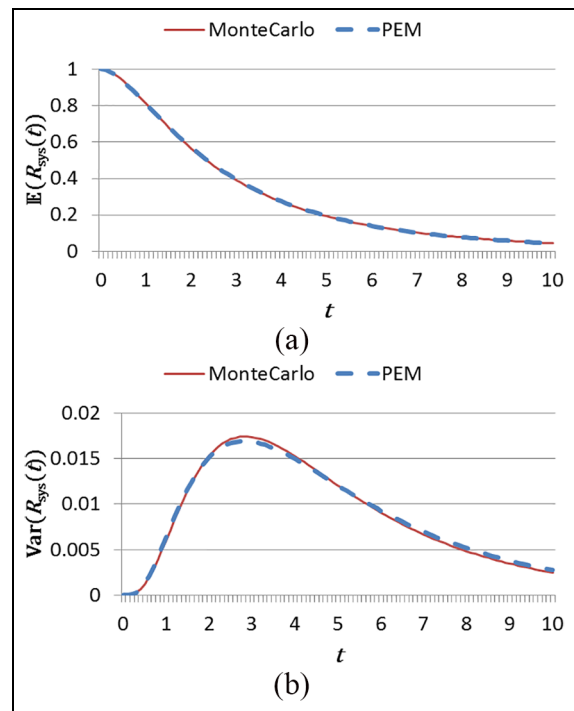 MonteCarlo PEM
1
0.8
0.6
0.4
0.2
0
𝔼(R_sys(t))
0 1 2 3 4 5 6 7 8 9 10
t
(a)
MonteCarlo PEM
0.02
0.015
0.01
0.005
0
Var(R_sys(t))
0 1 2 3 4 5 6 7 8 9 10
t
(b)